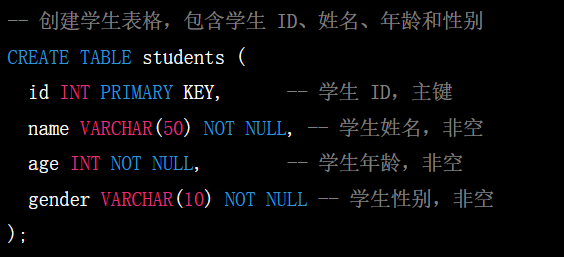 -- 创建学生表格，包含学生 ID、姓名、年龄和性别
CREATE TABLE students (
  id INT PRIMARY KEY,      -- 学生 ID，主键
  name VARCHAR(50) NOT NULL, -- 学生姓名，非空
  age INT NOT NULL,        -- 学生年龄，非空
  gender VARCHAR(10) NOT NULL -- 学生性别，非空
);